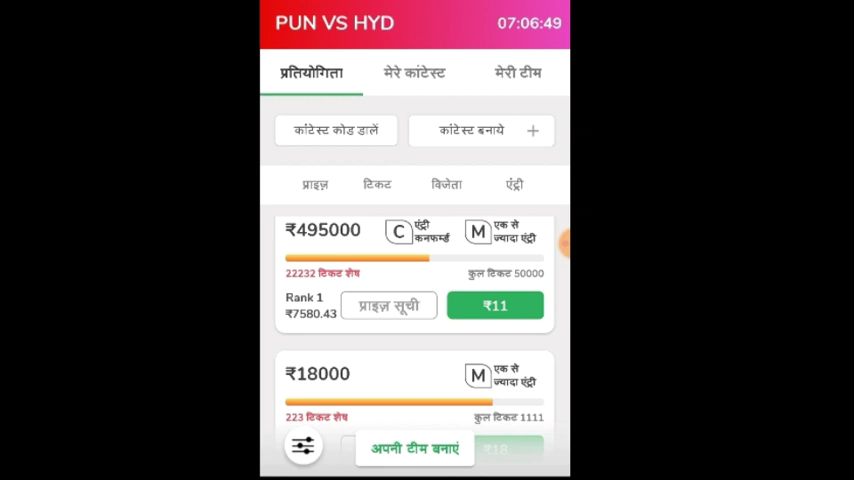 PUN VS HYD 07:06:49
प्रतियोगिता मेरे कांटेस्ट मेरी टीम
कांटेस्ट कोड डालें कांटेस्ट बनाये +
प्राइज़ टिकट विजेता एंट्री
₹495000 C एंट्री कनफर्म्ड M एक से ज्यादा एंट्री
22232 टिकट शेष कुल टिकट 50000
Rank 1
₹7580.43 प्राइज़ सूची ₹11
₹18000 M एक से ज्यादा एंट्री
223 टिकट शेष कुल टिकट 1111
अपनी टीम बनाएं ₹18